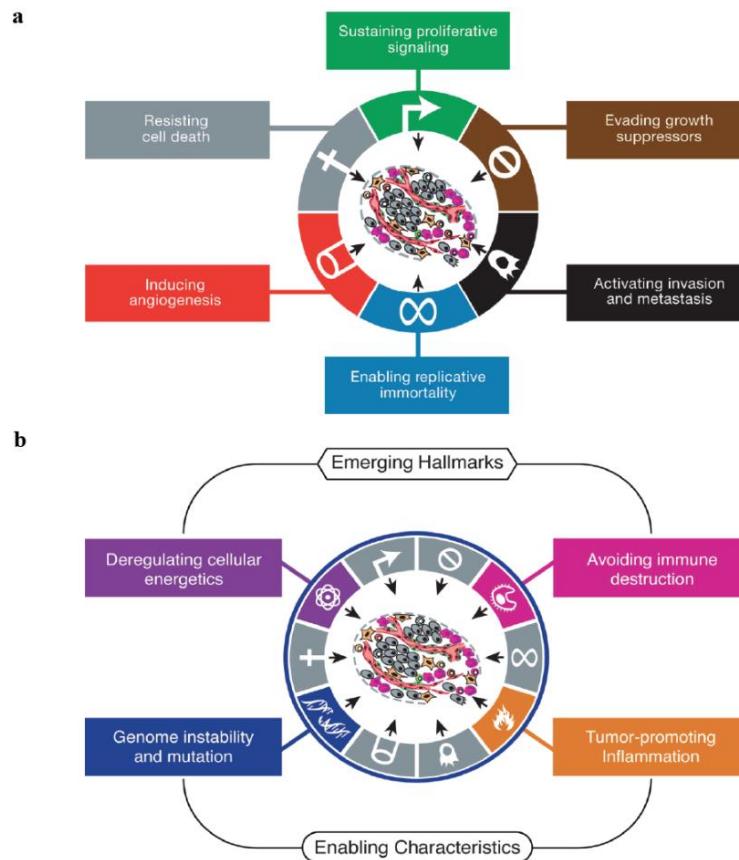 a
Sustaining proliferative
signaling
Resisting
cell death
Evading growth
suppressors
Inducing
angiogenesis
Activating invasion
and metastasis
Enabling replicative
immortality
b
Emerging Hallmarks
Deregulating cellular
energetics
Avoiding immune
destruction
Genome instability
and mutation
Tumor-promoting
Inflammation
Enabling Characteristics